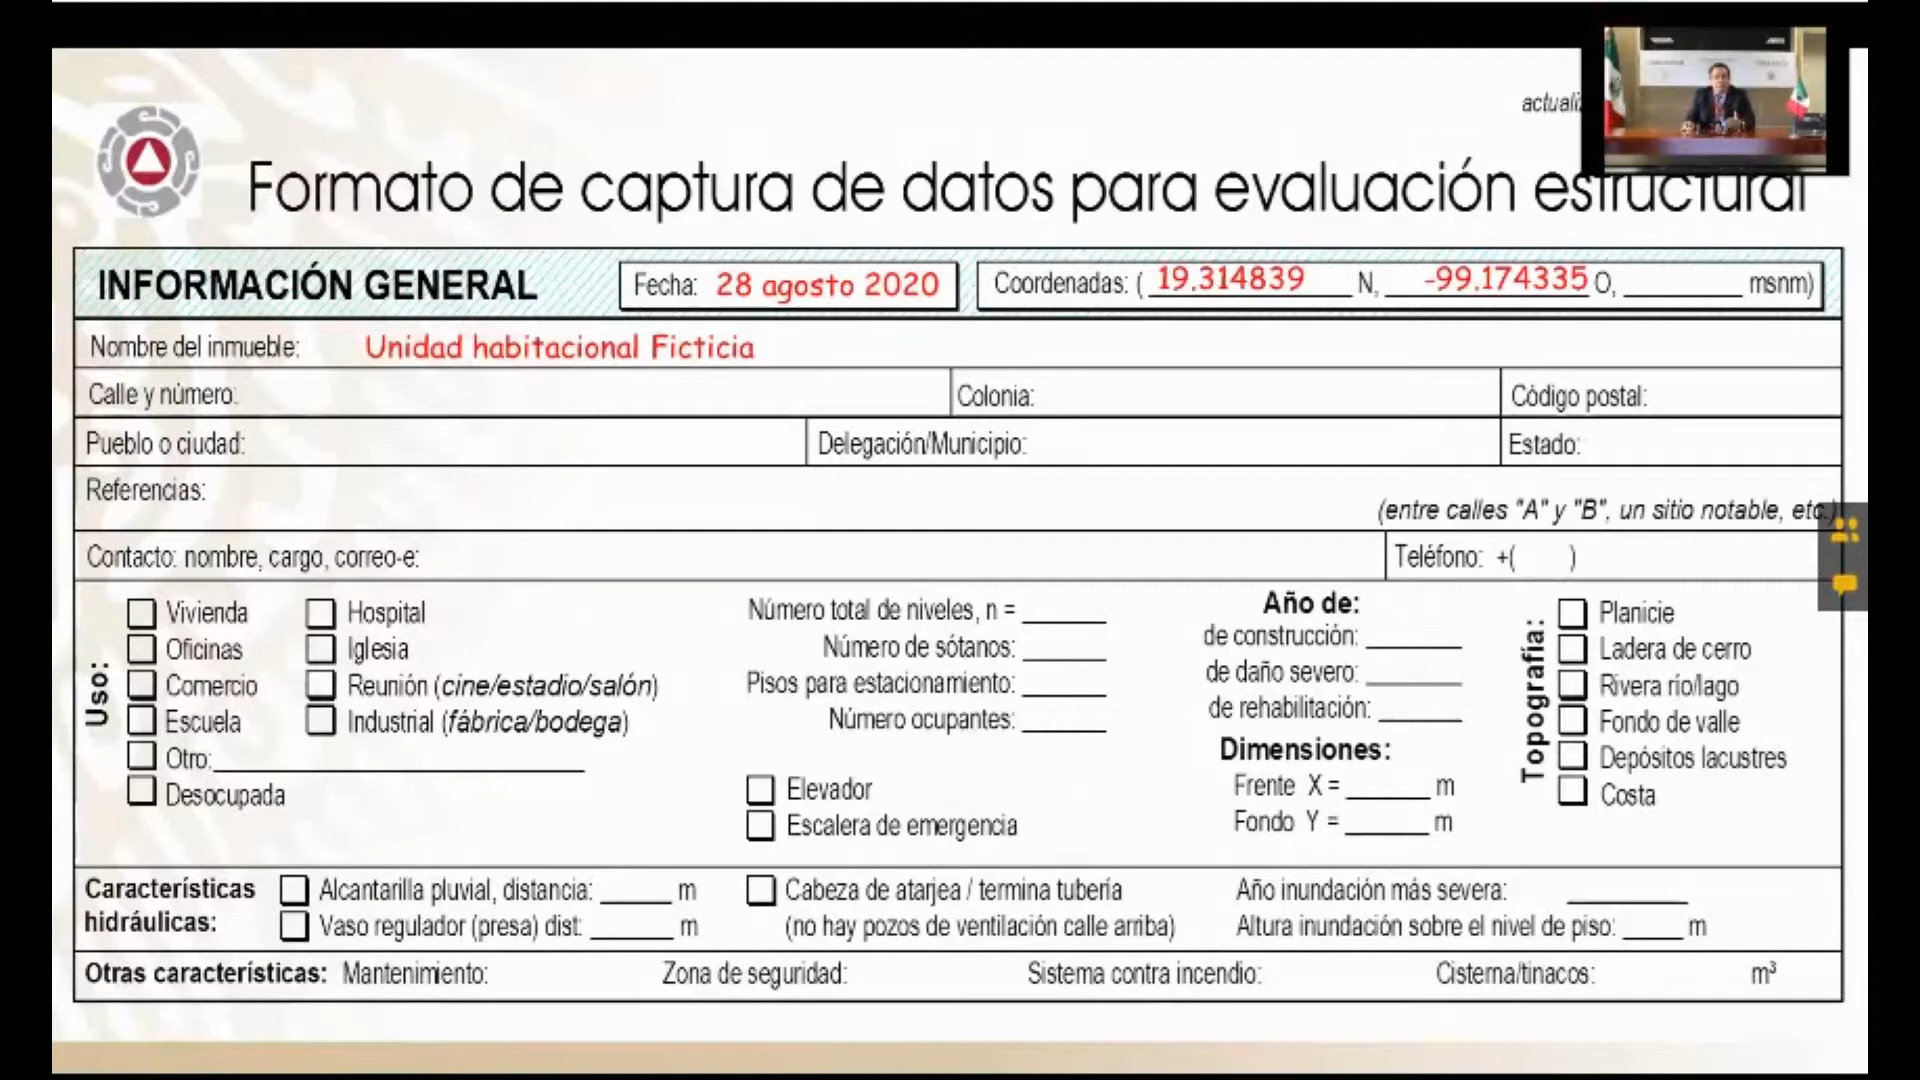 actuali
Formato de captura de datos para evaluación estructural
INFORMACIÓN GENERAL Fecha: 28 agosto 2020 Coordenadas: ( 19.314839 N, -99.174335 O, ______ msnm)
Nombre del inmueble: Unidad habitacional Ficticia
Calle y número: Colonia: Código postal:
Pueblo o ciudad: Delegación/Municipio: Estado:
Referencias:
(entre calles "A" y "B", un sitio notable, etc.)
Contacto: nombre, cargo, correo-e: Teléfono: +( )
Uso:
Vivienda
Oficinas
Comercio
Escuela
Otro:
Desocupada
Hospital
Iglesia
Reunión (cine/estadio/salón)
Industrial (fábrica/bodega)
Número total de niveles, n =
Número de sótanos:
Pisos para estacionamiento:
Número ocupantes:
Elevador
Escalera de emergencia
Año de:
de construcción:
de daño severo:
de rehabilitación:
Dimensiones:
Frente X = ______ m
Fondo Y = ______ m
Topografía:
Planicie
Ladera de cerro
Rivera río/lago
Fondo de valle
Depósitos lacustres
Costa
Características hidráulicas:
Alcantarilla pluvial, distancia: _____ m
Vaso regulador (presa) dist: ______ m
Cabeza de atarjea / termina tubería
(no hay pozos de ventilación calle arriba)
Año inundación más severa:
Altura inundación sobre el nivel de piso: ____ m
Otras características: Mantenimiento: Zona de seguridad: Sistema contra incendio: Cisterna/tinacos: m³